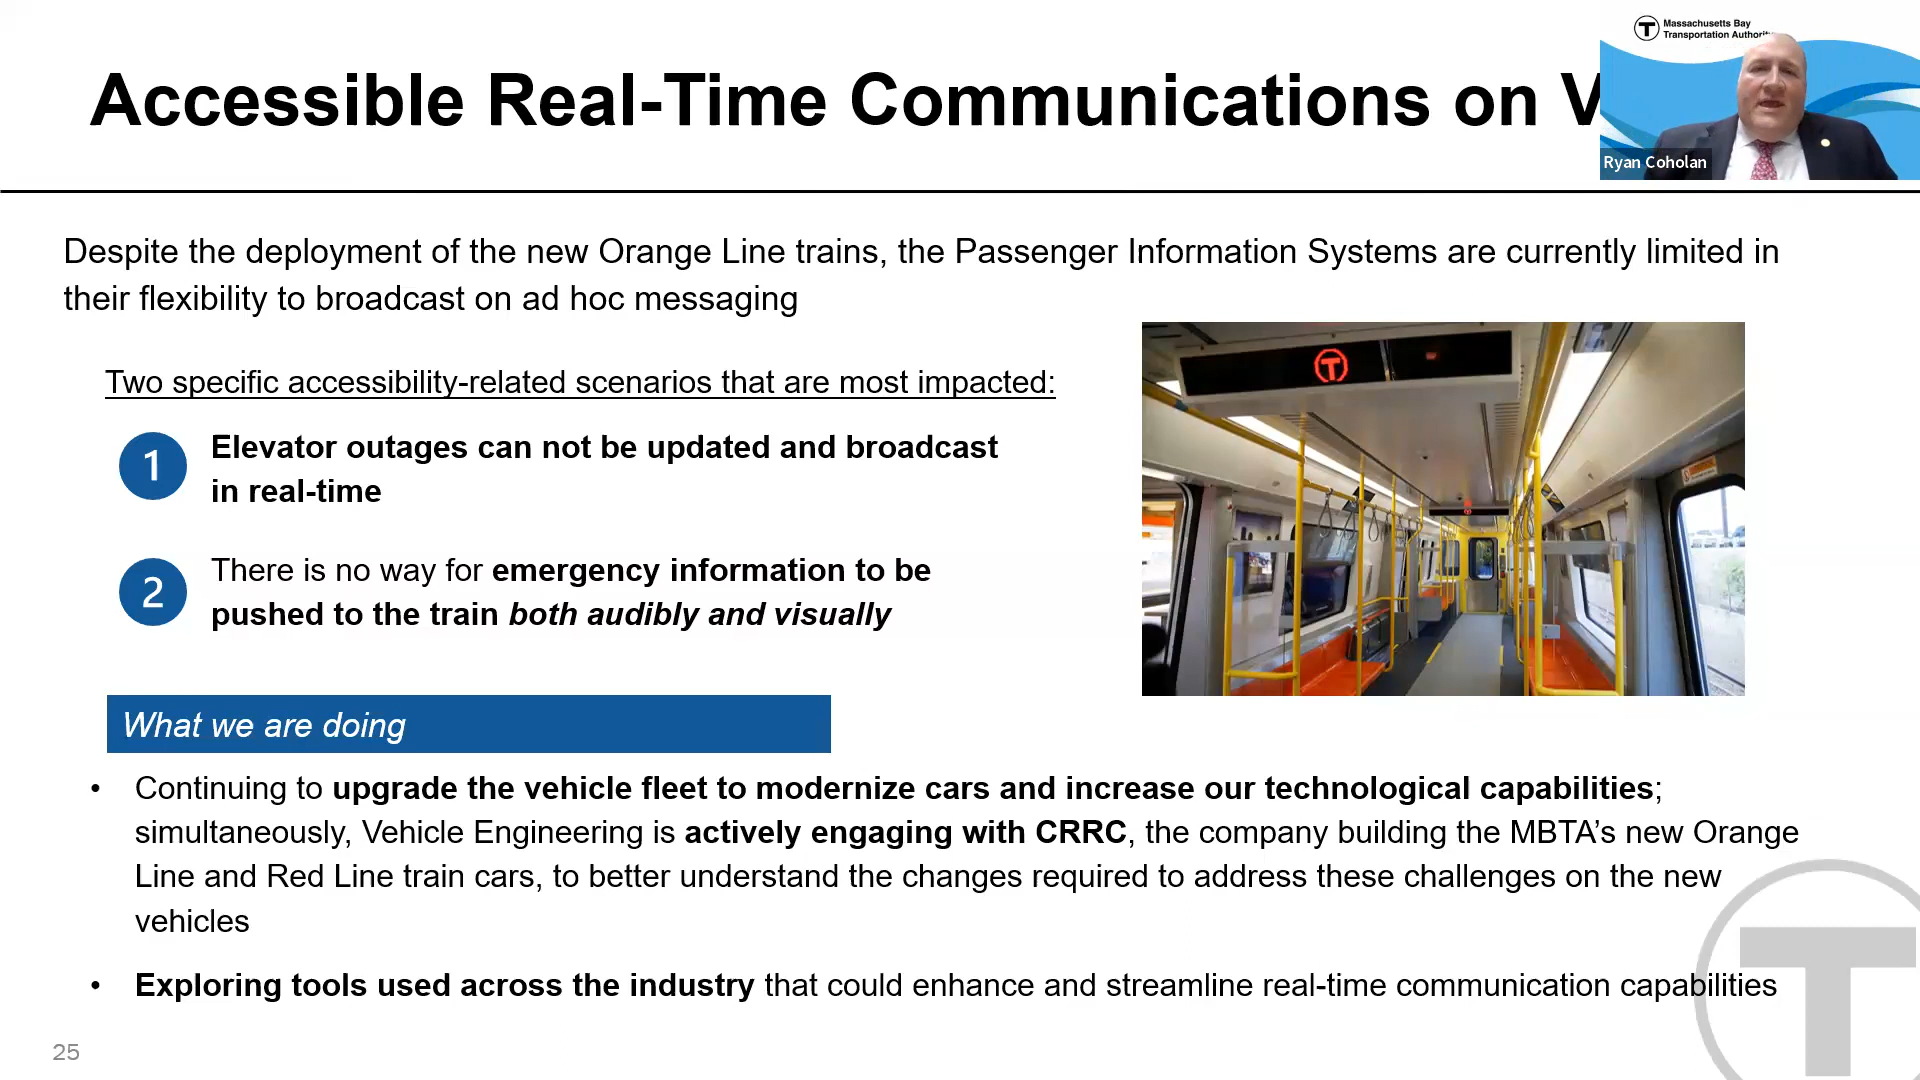 Massachusetts Bay
Transportation Authority
Accessible Real-Time Communications on V
Ryan Coholan
Despite the deployment of the new Orange Line trains, the Passenger Information Systems are currently limited in
their flexibility to broadcast on ad hoc messaging
Two specific accessibility-related scenarios that are most impacted:
1
Elevator outages can not be updated and broadcast
in real-time
2
There is no way for emergency information to be
pushed to the train both audibly and visually
T
What we are doing
• Continuing to upgrade the vehicle fleet to modernize cars and increase our technological capabilities;
simultaneously, Vehicle Engineering is actively engaging with CRRC, the company building the MBTA’s new Orange
Line and Red Line train cars, to better understand the changes required to address these challenges on the new
vehicles
• Exploring tools used across the industry that could enhance and streamline real-time communication capabilities
T
25